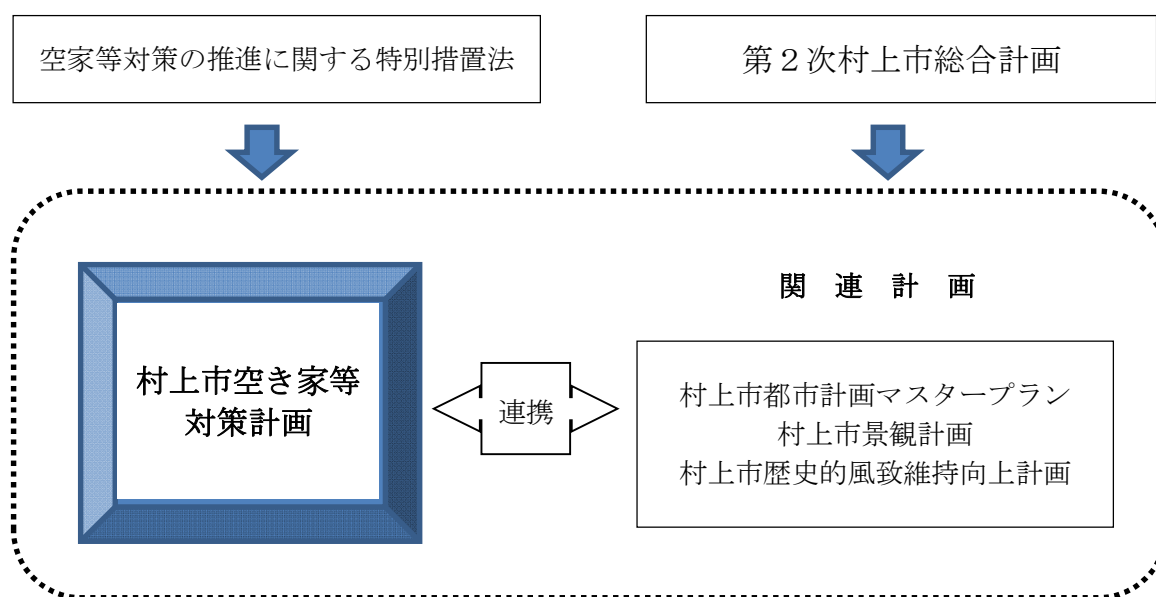 空家等対策の推進に関する特別措置法
第２次村上市総合計画
関 連 計 画
村上市空き家等
対策計画
連携
村上市都市計画マスタープラン
村上市景観計画
村上市歴史的風致維持向上計画